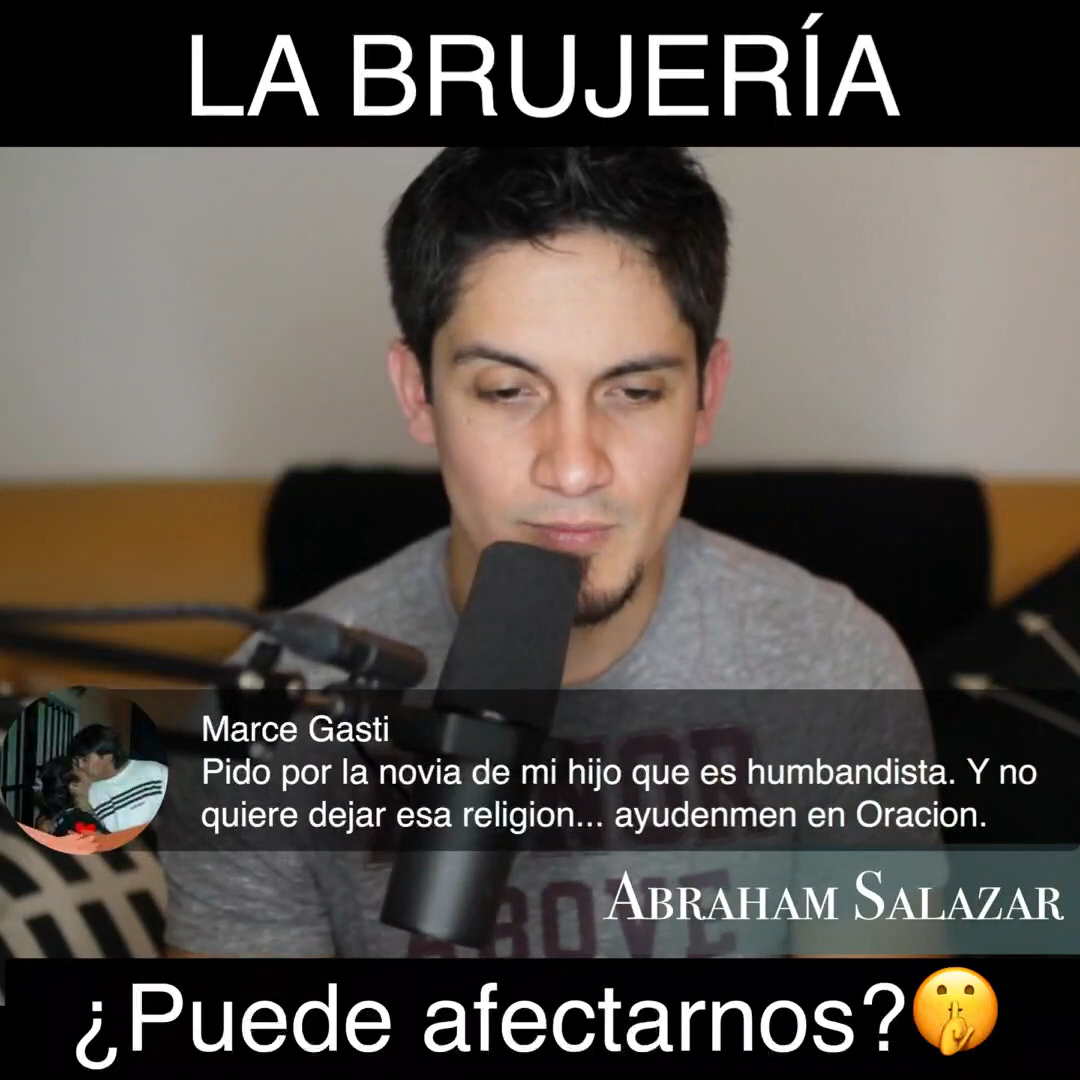 LA BRUJERÍA
Marce Gasti
Pido por la novia de mi hijo que es humbandista. Y no
quiere dejar esa religion... ayudenmen en Oracion.
ABRAHAM SALAZAR
ABOVE
¿Puede afectarnos?🤫